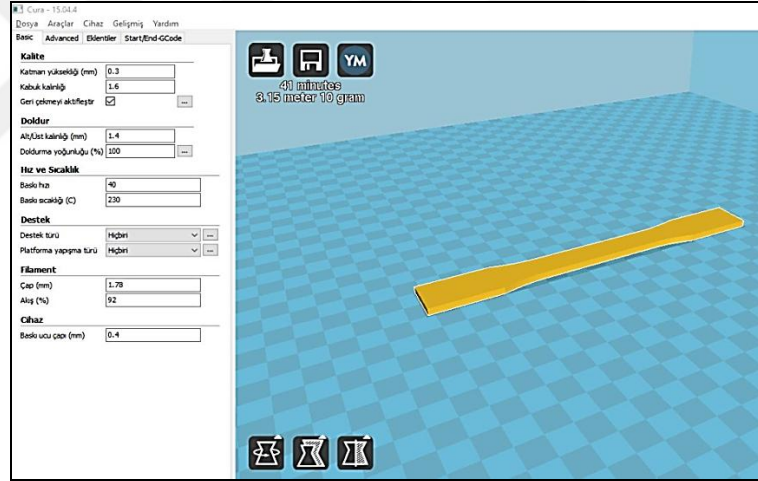 Cura - 15.04.4
Dosya Araçlar Cihaz Gelişmiş Yardım
Basic Advanced Eklentiler Start/End-GCode
Kalite
Katman yüksekliği (mm) 0.3
Kabuk kalınlığı 1.6
Geri çekmeyi aktifleştir ...
Doldur
Alt/Üst kalınlığı (mm) 1.4
Doldurma yoğunluğu (%) 100 ...
Hız ve Sıcaklık
Baskı hızı 40
Baskı sıcaklığı (C) 230
Destek
Destek türü Hiçbiri ...
Platforma yapışma türü Hiçbiri ...
Filament
Çap (mm) 1.78
Akış (%) 92
Cihaz
Baskı ucu çapı (mm) 0.4
YM
41 minutes
3.15 meter 10 gram